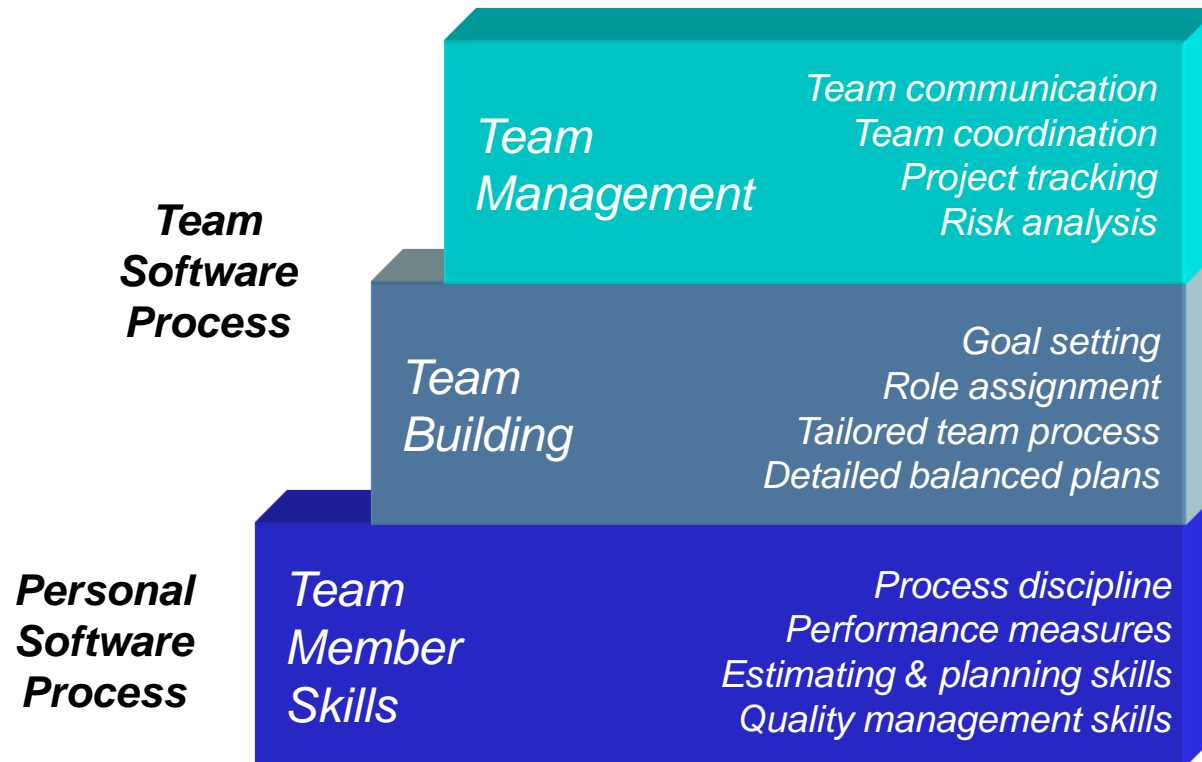 Team
Management
Team communication
Team coordination
Project tracking
Risk analysis
Team
Software
Process
Team
Building
Goal setting
Role assignment
Tailored team process
Detailed balanced plans
Personal
Software
Process
Team
Member
Skills
Process discipline
Performance measures
Estimating & planning skills
Quality management skills